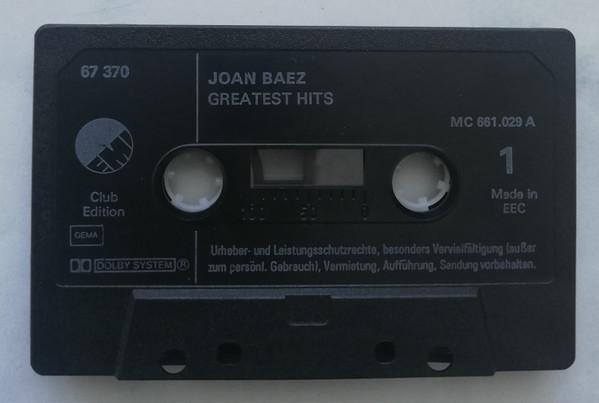 67 370
JOAN BAEZ
GREATEST HITS
MC 661.029 A
EMI
1
Club
Edition
Made in
EEC
GEMA
DOLBY SYSTEM ®
100 50 0
Urheber- und Leistungsschutzrechte, besonders Vervielfältigung (außer
zum persönl. Gebrauch), Vermietung, Aufführung, Sendung vorbehalten.